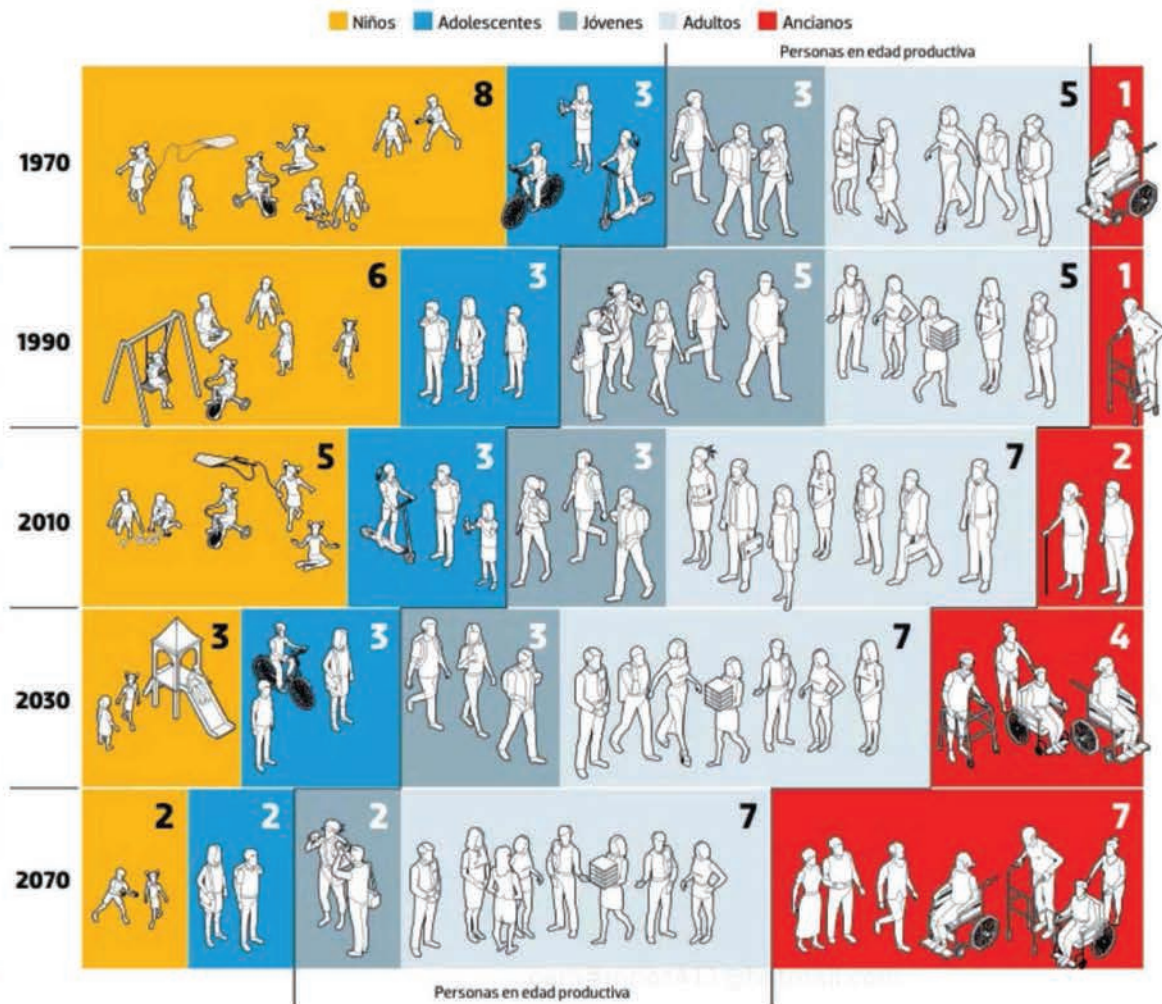 Niños Adolescentes Jóvenes Adultos Ancianos
Personas en edad productiva
1970 8 3 3 5 1
1990 6 3 5 5 1
2010 5 3 3 7 2
2030 3 3 3 7 4
2070 2 2 2 7 7
Personas en edad productiva